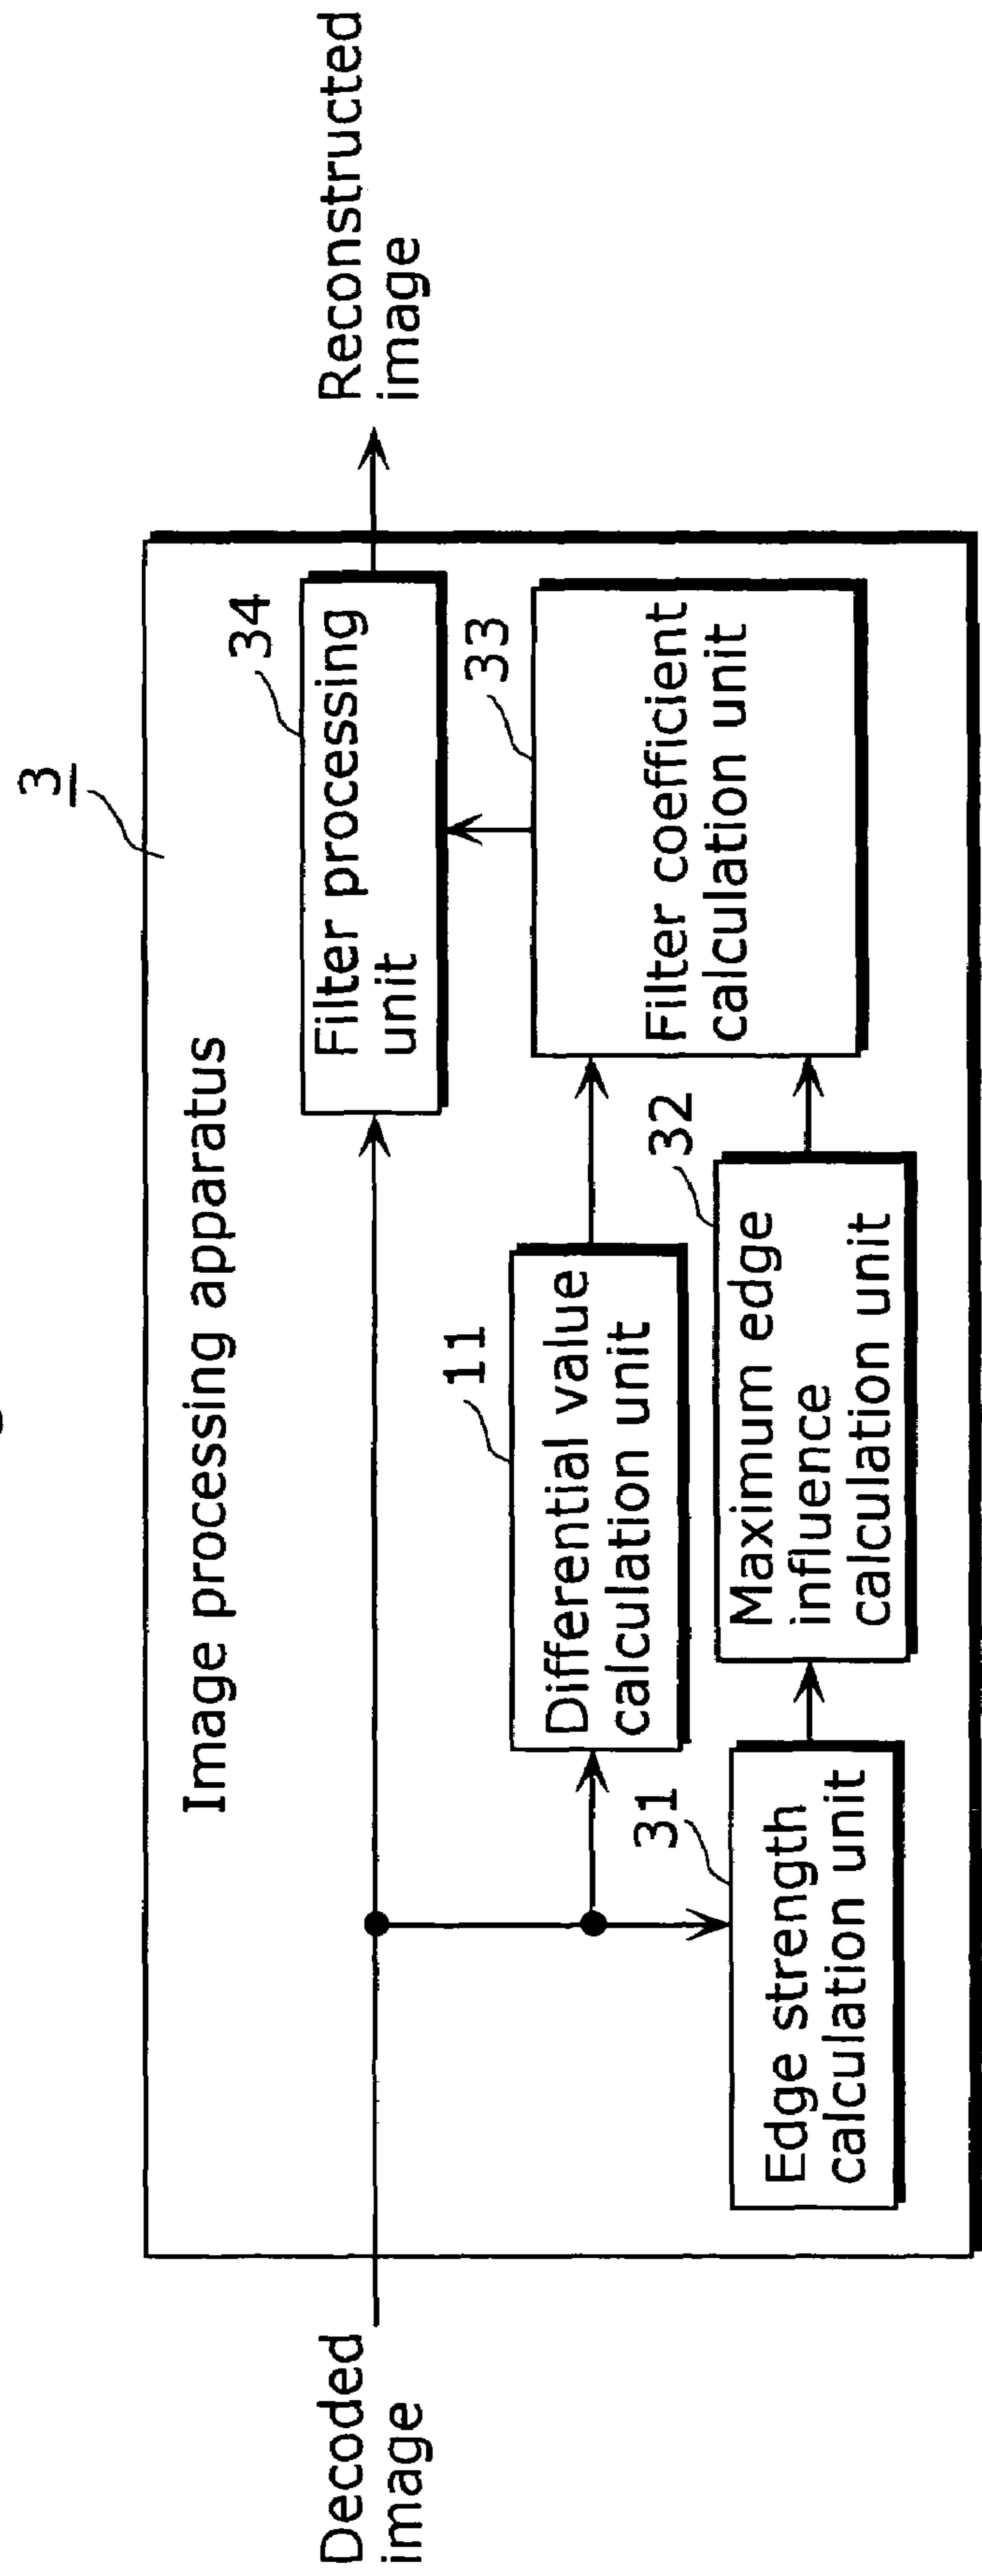 3
Image processing apparatus
Decoded
image
34
Filter processing
unit
Reconstructed
image
11
Differential value
calculation unit
33
Filter coefficient
calculation unit
31
Edge strength
calculation unit
32
Maximum edge
influence
calculation unit